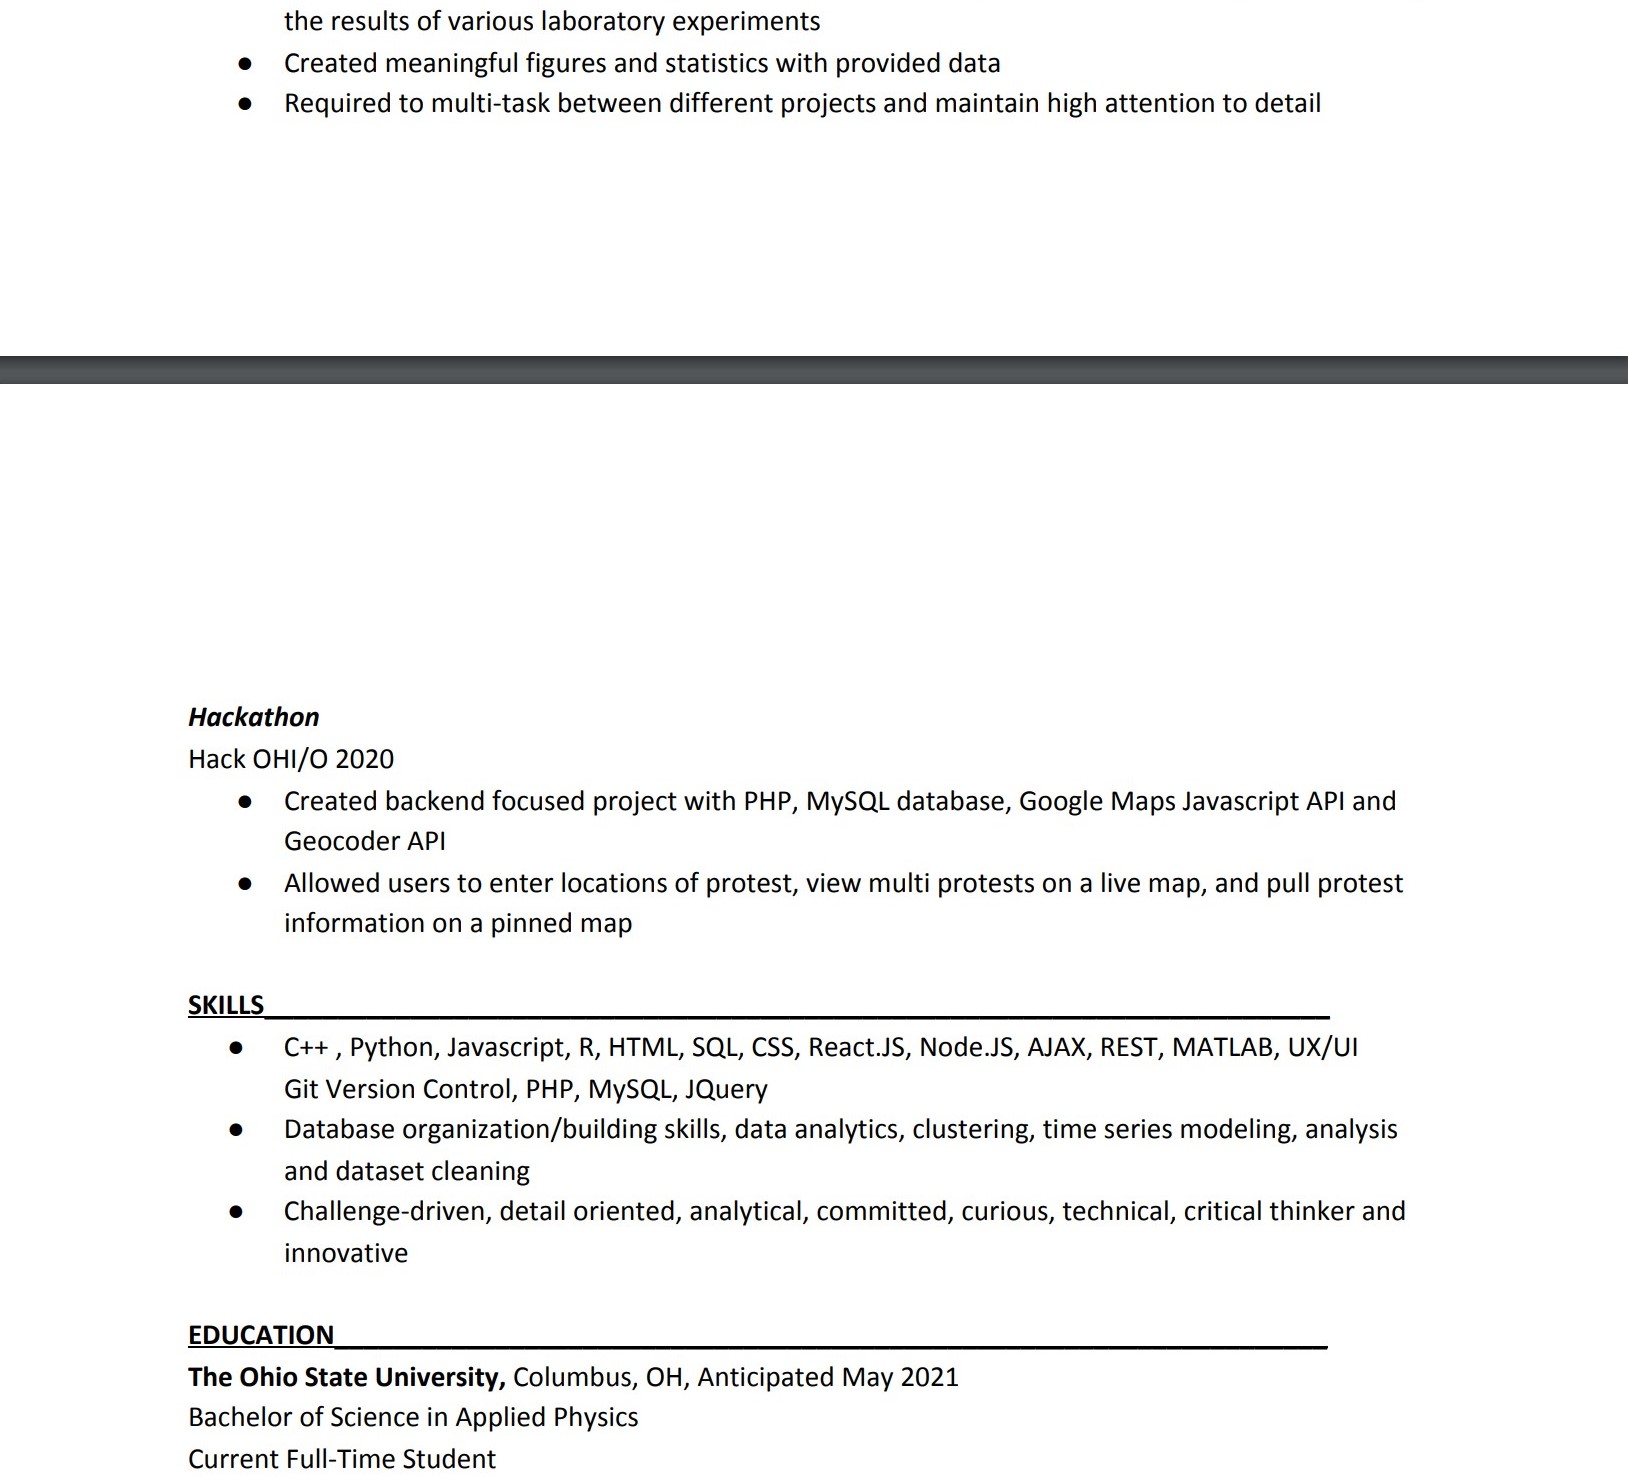 the results of various laboratory experiments
● Created meaningful figures and statistics with provided data
● Required to multi-task between different projects and maintain high attention to detail
Hackathon
Hack OHI/O 2020
● Created backend focused project with PHP, MySQL database, Google Maps Javascript API and
Geocoder API
● Allowed users to enter locations of protest, view multi protests on a live map, and pull protest
information on a pinned map
SKILLS
● C++ , Python, Javascript, R, HTML, SQL, CSS, React.JS, Node.JS, AJAX, REST, MATLAB, UX/UI
Git Version Control, PHP, MySQL, JQuery
● Database organization/building skills, data analytics, clustering, time series modeling, analysis
and dataset cleaning
● Challenge-driven, detail oriented, analytical, committed, curious, technical, critical thinker and
innovative
EDUCATION
The Ohio State University, Columbus, OH, Anticipated May 2021
Bachelor of Science in Applied Physics
Current Full-Time Student